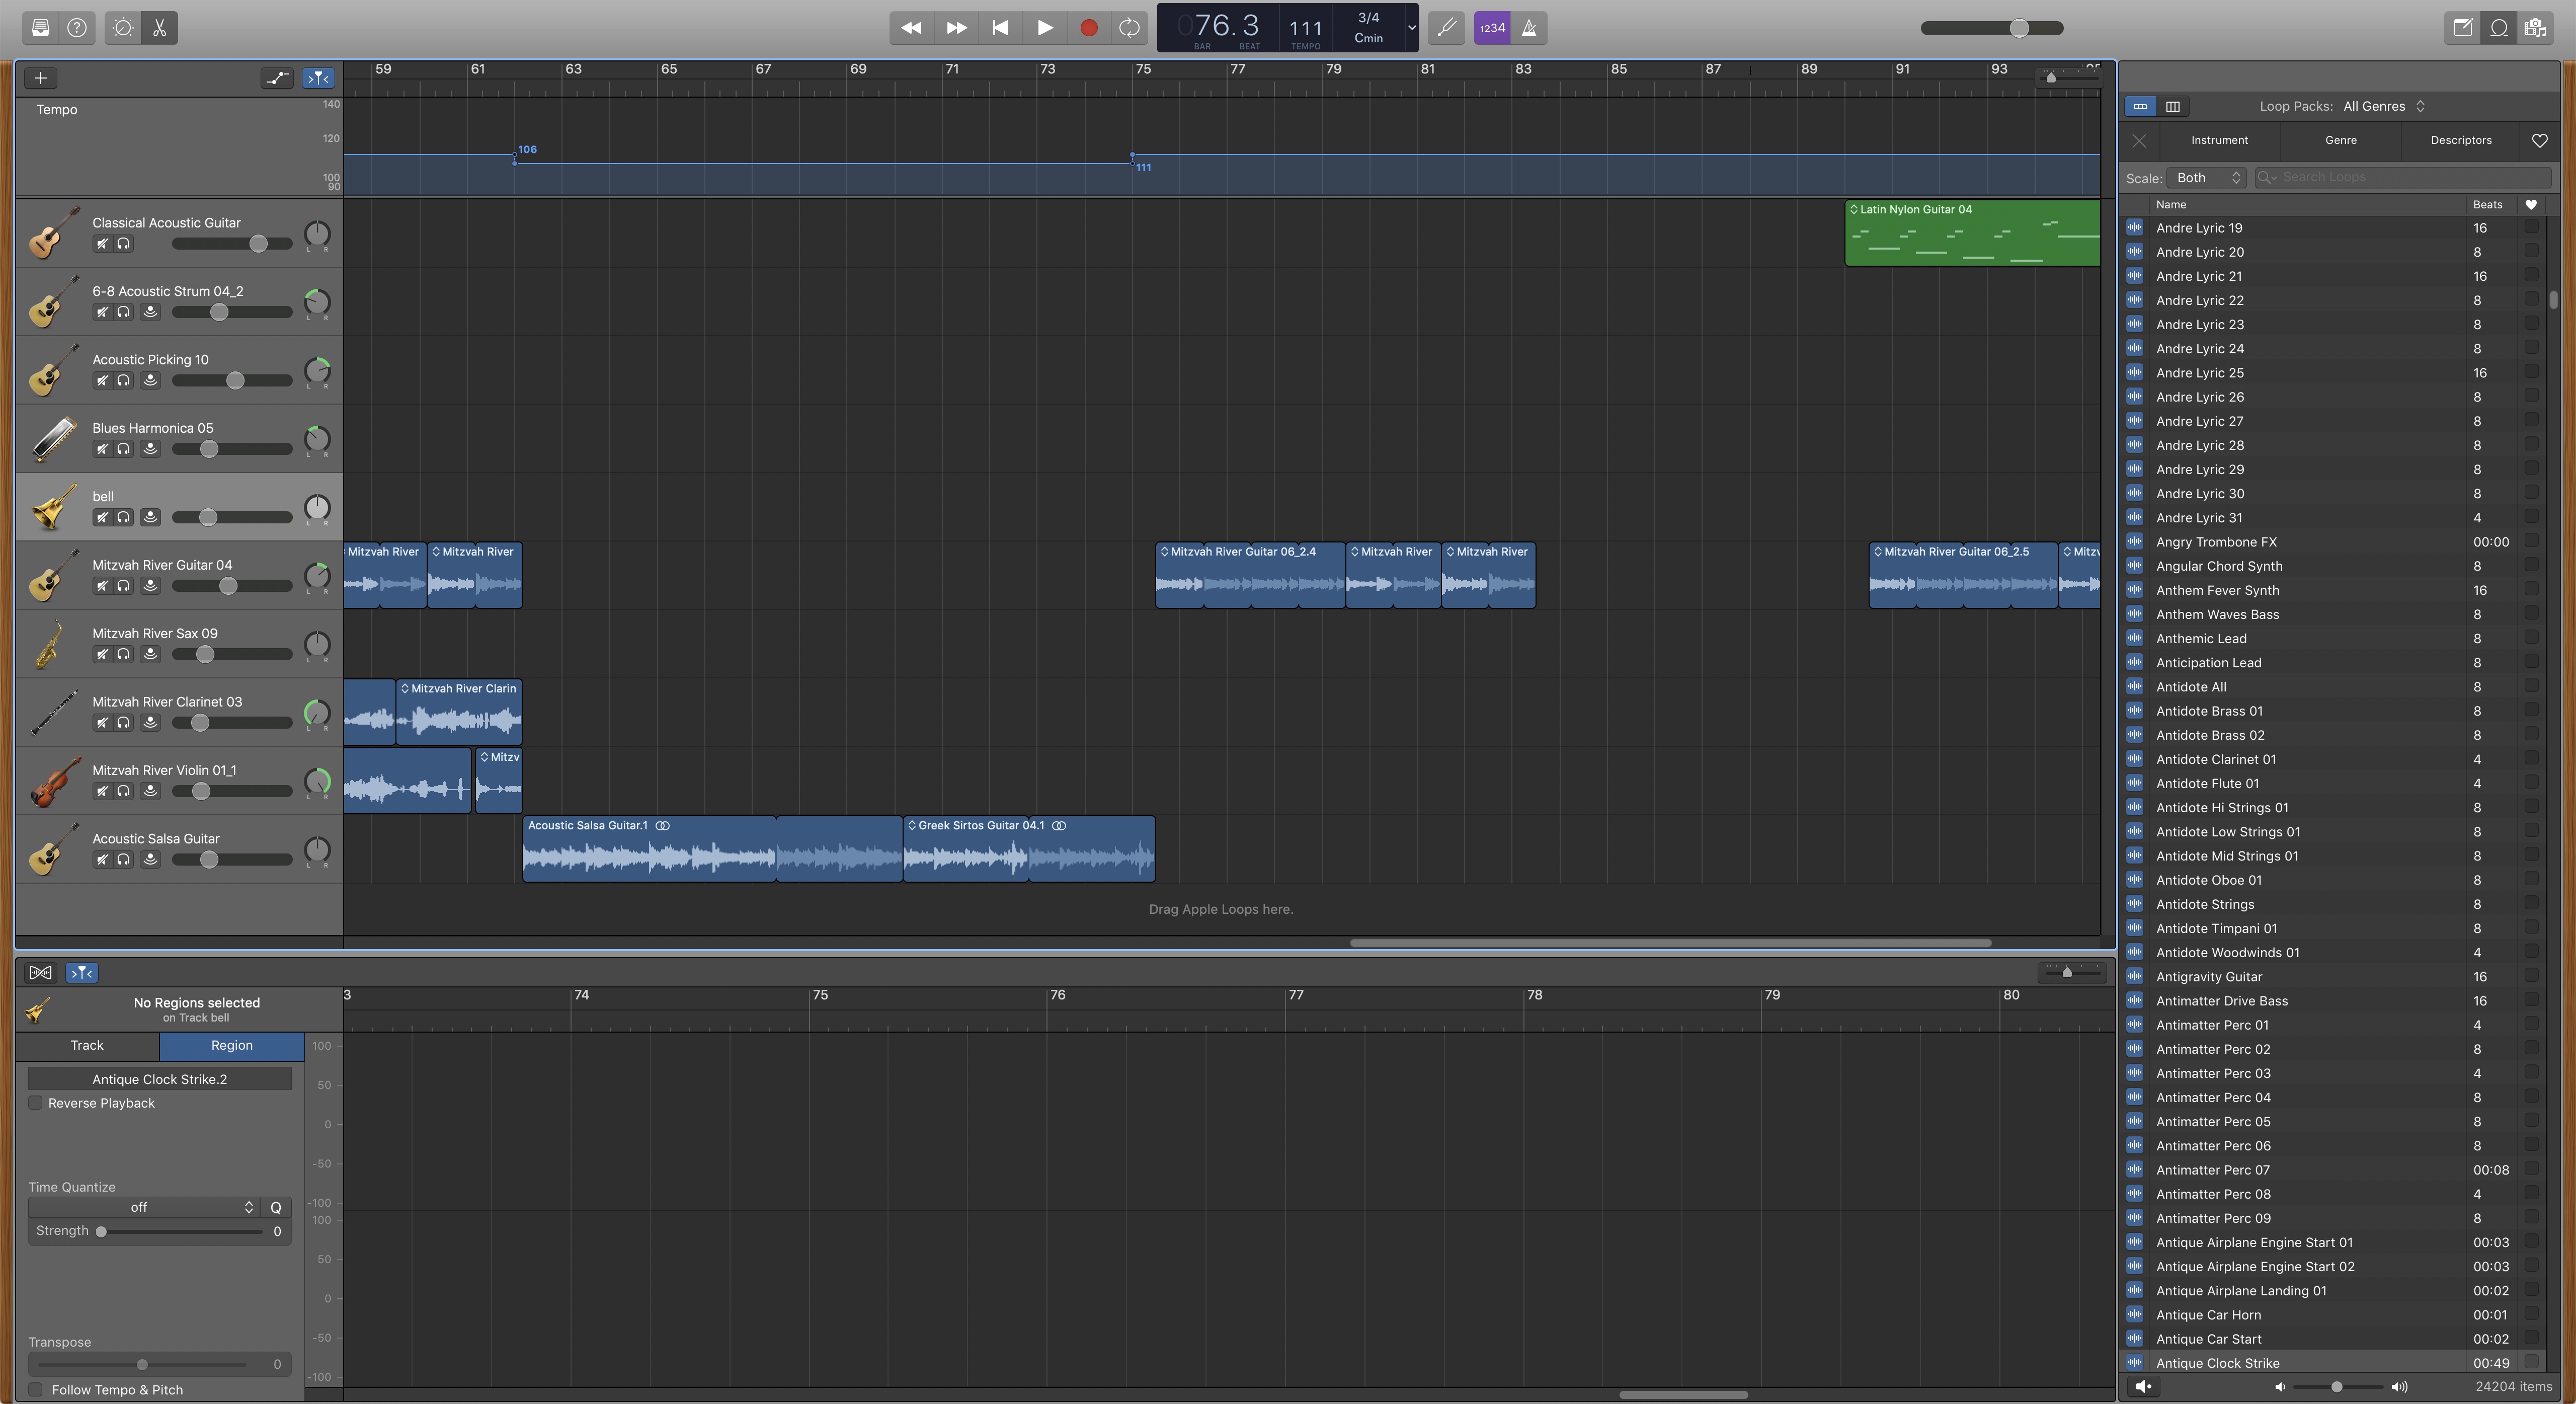 076.3 111 3/4
BAR BEAT TEMPO Cmin
1234
59 61 63 65 67 69 71 73 75 77 79 81 83 85 87 89 91 93
Tempo
140
120
100
90
106
111
Classical Acoustic Guitar
L R
Latin Nylon Guitar 04
6-8 Acoustic Strum 04_2
L R
Acoustic Picking 10
L R
Blues Harmonica 05
L R
bell
L R
Mitzvah River Guitar 04
L R
Mitzvah River Mitzvah River Mitzvah River Guitar 06_2.4 Mitzvah River Mitzvah River Mitzvah River Guitar 06_2.5 Mitzv
Mitzvah River Sax 09
L R
Mitzvah River Clarinet 03
L R
Mitzvah River Clarin
Mitzvah River Violin 01_1
L R
Mitzv
Acoustic Salsa Guitar
L R
Acoustic Salsa Guitar.1 Greek Sirtos Guitar 04.1
Drag Apple Loops here.
No Regions selected
on Track bell
3 74 75 76 77 78 79 80
Track Region
Antique Clock Strike.2
Reverse Playback
Time Quantize
off Q
Strength 0
Transpose
0
Follow Tempo & Pitch
100
50
0
-50
-100
100
50
0
-50
-100
Loop Packs: All Genres
Instrument Genre Descriptors
Scale: Both Search Loops
Name Beats
Andre Lyric 19 16
Andre Lyric 20 8
Andre Lyric 21 16
Andre Lyric 22 8
Andre Lyric 23 8
Andre Lyric 24 8
Andre Lyric 25 16
Andre Lyric 26 8
Andre Lyric 27 8
Andre Lyric 28 8
Andre Lyric 29 8
Andre Lyric 30 8
Andre Lyric 31 4
Angry Trombone FX 00:00
Angular Chord Synth 8
Anthem Fever Synth 16
Anthem Waves Bass 8
Anthemic Lead 8
Anticipation Lead 8
Antidote All 8
Antidote Brass 01 8
Antidote Brass 02 8
Antidote Clarinet 01 4
Antidote Flute 01 4
Antidote Hi Strings 01 8
Antidote Low Strings 01 8
Antidote Mid Strings 01 8
Antidote Oboe 01 8
Antidote Strings 8
Antidote Timpani 01 8
Antidote Woodwinds 01 4
Antigravity Guitar 16
Antimatter Drive Bass 16
Antimatter Perc 01 4
Antimatter Perc 02 8
Antimatter Perc 03 4
Antimatter Perc 04 8
Antimatter Perc 05 8
Antimatter Perc 06 8
Antimatter Perc 07 00:08
Antimatter Perc 08 4
Antimatter Perc 09 8
Antique Airplane Engine Start 01 00:03
Antique Airplane Engine Start 02 00:03
Antique Airplane Landing 01 00:02
Antique Car Horn 00:01
Antique Car Start 00:02
Antique Clock Strike 00:49
24204 items